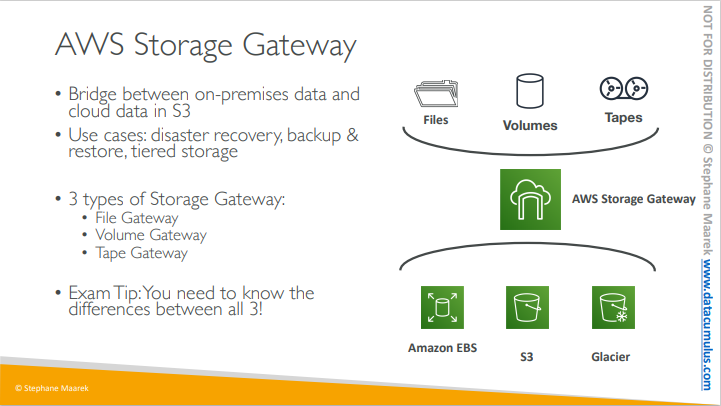 AWS Storage Gateway
• Bridge between on-premises data and
cloud data in S3
• Use cases: disaster recovery, backup &
restore, tiered storage
• 3 types of Storage Gateway:
• File Gateway
• Volume Gateway
• Tape Gateway
• Exam Tip: You need to know the
differences between all 3!
Files
Volumes
Tapes
AWS Storage Gateway
Amazon EBS
S3
Glacier
© Stephane Maarek
NOT FOR DISTRIBUTION © Stephane Maarek www.datacumulus.com